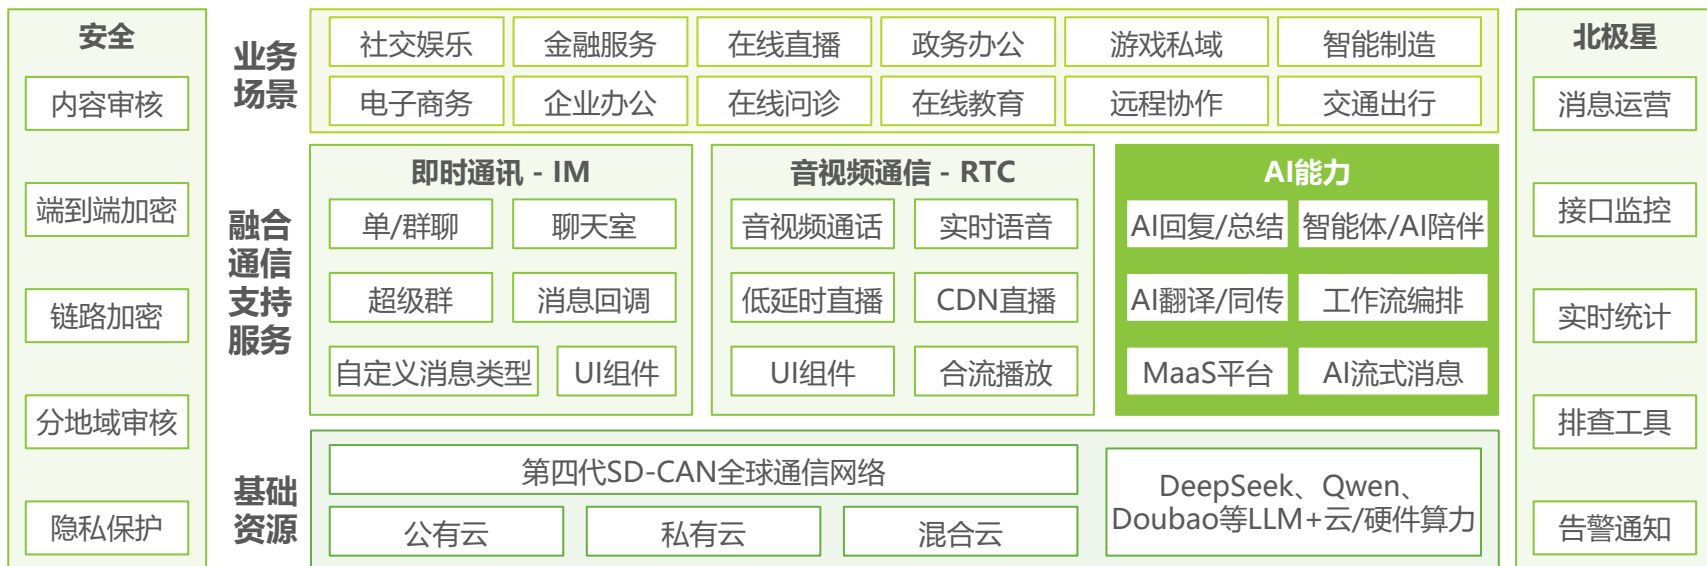 安全
内容审核
端到端加密
链路加密
分地域审核
隐私保护
业务
场景
社交娱乐
金融服务
在线直播
政务办公
游戏私域
智能制造
电子商务
企业办公
在线问诊
在线教育
远程协作
交通出行
融合
通信
支持
服务
即时通讯 - IM
单/群聊
聊天室
超级群
消息回调
自定义消息类型
UI组件
音视频通信 - RTC
音视频通话
实时语音
低延时直播
CDN直播
UI组件
合流播放
AI能力
AI回复/总结
智能体/AI陪伴
AI翻译/同传
工作流编排
MaaS平台
AI流式消息
基础
资源
第四代SD-CAN全球通信网络
公有云
私有云
混合云
DeepSeek、Qwen、
Doubao等LLM+云/硬件算力
北极星
消息运营
接口监控
实时统计
排查工具
告警通知